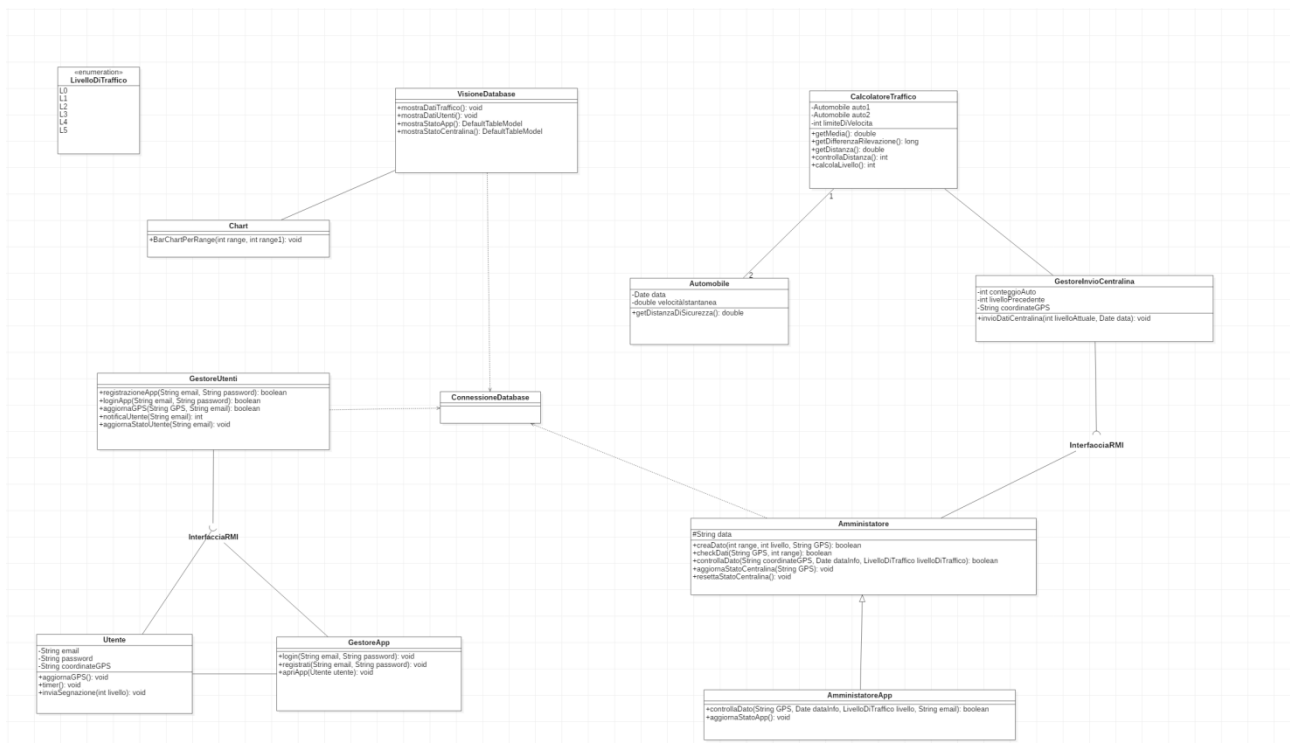 «enumeration»
LivelloDiTraffico
L0
L1
L2
L3
L4
L5
VisioneDatabase
+mostraDatiTraffico(): void
+mostraDatiUtenti(): void
+mostraStatoApp(): DefaultTableModel
+mostraStatoCentralina(): DefaultTableModel
CalcolatoreTraffico
-Automobile auto1
-Automobile auto2
-int limiteDiVelocita
+getMedia(): double
+getDifferenzaRilevazione(): long
+getDistanza(): double
+controllaDistanza(): int
+calcolaLivello(): int
1
2
Chart
+BarChartPerRange(int range, int range1): void
Automobile
-Date data
-double velocitàIstantanea
+getDistanzaDiSicurezza(): double
GestoreInvioCentralina
-int conteggioAuto
-int livelloPrecedente
-String coordinateGPS
+invioDatiCentralina(int livelloAttuale, Date data): void
GestoreUtenti
+registrazioneApp(String email, String password): boolean
+loginApp(String email, String password): boolean
+aggiornaGPS(String GPS, String email): boolean
+notificaUtente(String email): int
+aggiornaStatoUtente(String email): void
ConnessioneDatabase
InterfacciaRMI
InterfacciaRMI
Amministatore
#String data
+creaDato(int range, int livello, String GPS): boolean
+checkDati(String GPS, int range): boolean
+controllaDato(String coordinateGPS, Date dataInfo, LivelloDiTraffico livelloDiTraffico): boolean
+aggiornaStatoCentralina(String GPS): void
+resettaStatoCentralina(): void
Utente
-String email
-String password
-String coordinateGPS
+aggiornaGPS(): void
+timer(): void
+inviaSegnazione(int livello): void
GestoreApp
+login(String email, String password): void
+registrati(String email, String password): void
+apriApp(Utente utente): void
AmministatoreApp
+controllaDato(String GPS, Date dataInfo, LivelloDiTraffico livello, String email): boolean
+aggiornaStatoApp(): void